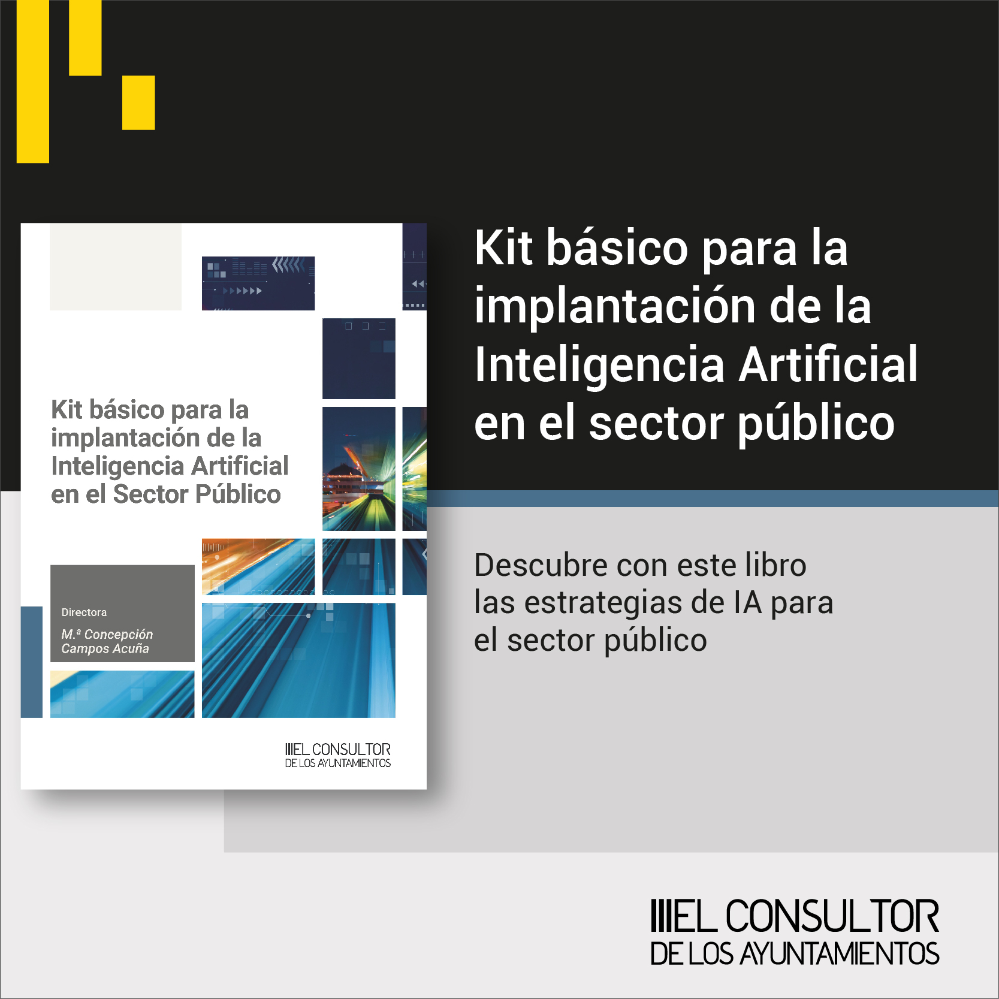 Kit básico para la
implantación de la
Inteligencia Artificial
en el sector público
Kit básico para la
implantación de la
Inteligencia Artificial
en el Sector Público
Directora
M.ª Concepción
Campos Acuña
EL CONSULTOR
DE LOS AYUNTAMIENTOS
Descubre con este libro
las estrategias de IA para
el sector público
EL CONSULTOR
DE LOS AYUNTAMIENTOS